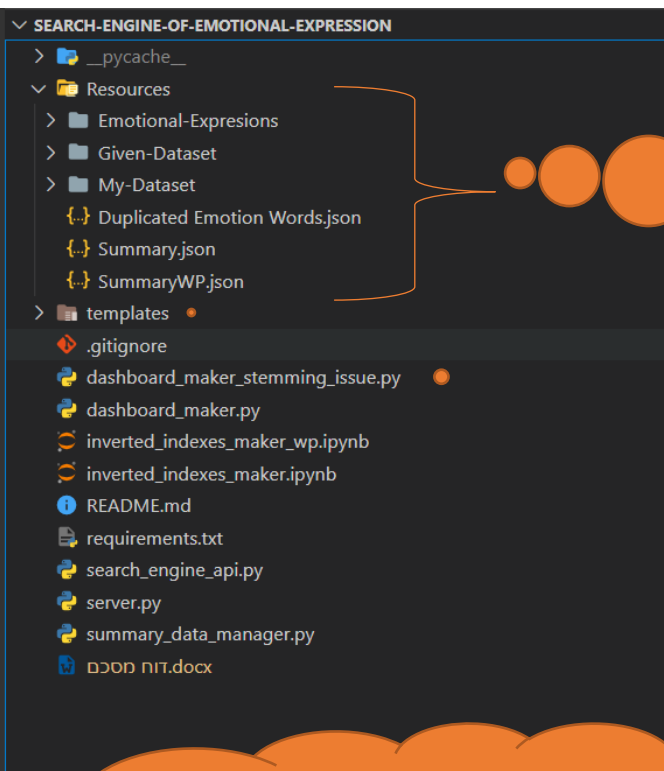 SEARCH-ENGINE-OF-EMOTIONAL-EXPRESSION
__pycache__
Resources
Emotional-Expresions
Given-Dataset
My-Dataset
{..} Duplicated Emotion Words.json
{..} Summary.json
{..} SummaryWP.json
templates
.gitignore
dashboard_maker_stemming_issue.py
dashboard_maker.py
inverted_indexes_maker_wp.ipynb
inverted_indexes_maker.ipynb
README.md
requirements.txt
search_engine_api.py
server.py
summary_data_manager.py
דוח מסכם.docx